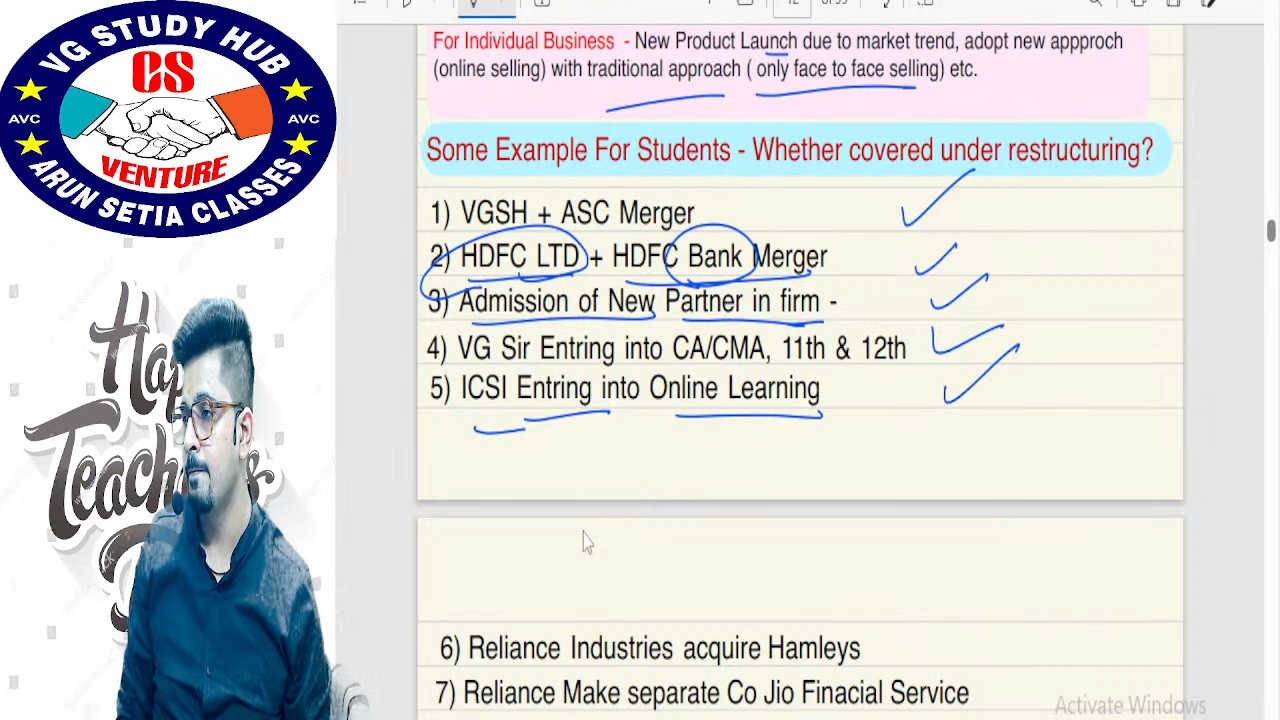 VG STUDY HUB
CS
AVC
AVC
VENTURE
ARUN SETIA CLASSES
For Individual Business - New Product Launch due to market trend, adopt new appproch
(online selling) with traditional approach ( only face to face selling) etc.
Some Example For Students - Whether covered under restructuring?
1) VGSH + ASC Merger
2) HDFC LTD + HDFC Bank Merger
3) Admission of New Partner in firm -
4) VG Sir Entring into CA/CMA, 11th & 12th
5) ICSI Entring into Online Learning
6) Reliance Industries acquire Hamleys
7) Reliance Make separate Co Jio Finacial Service
Activate Windows